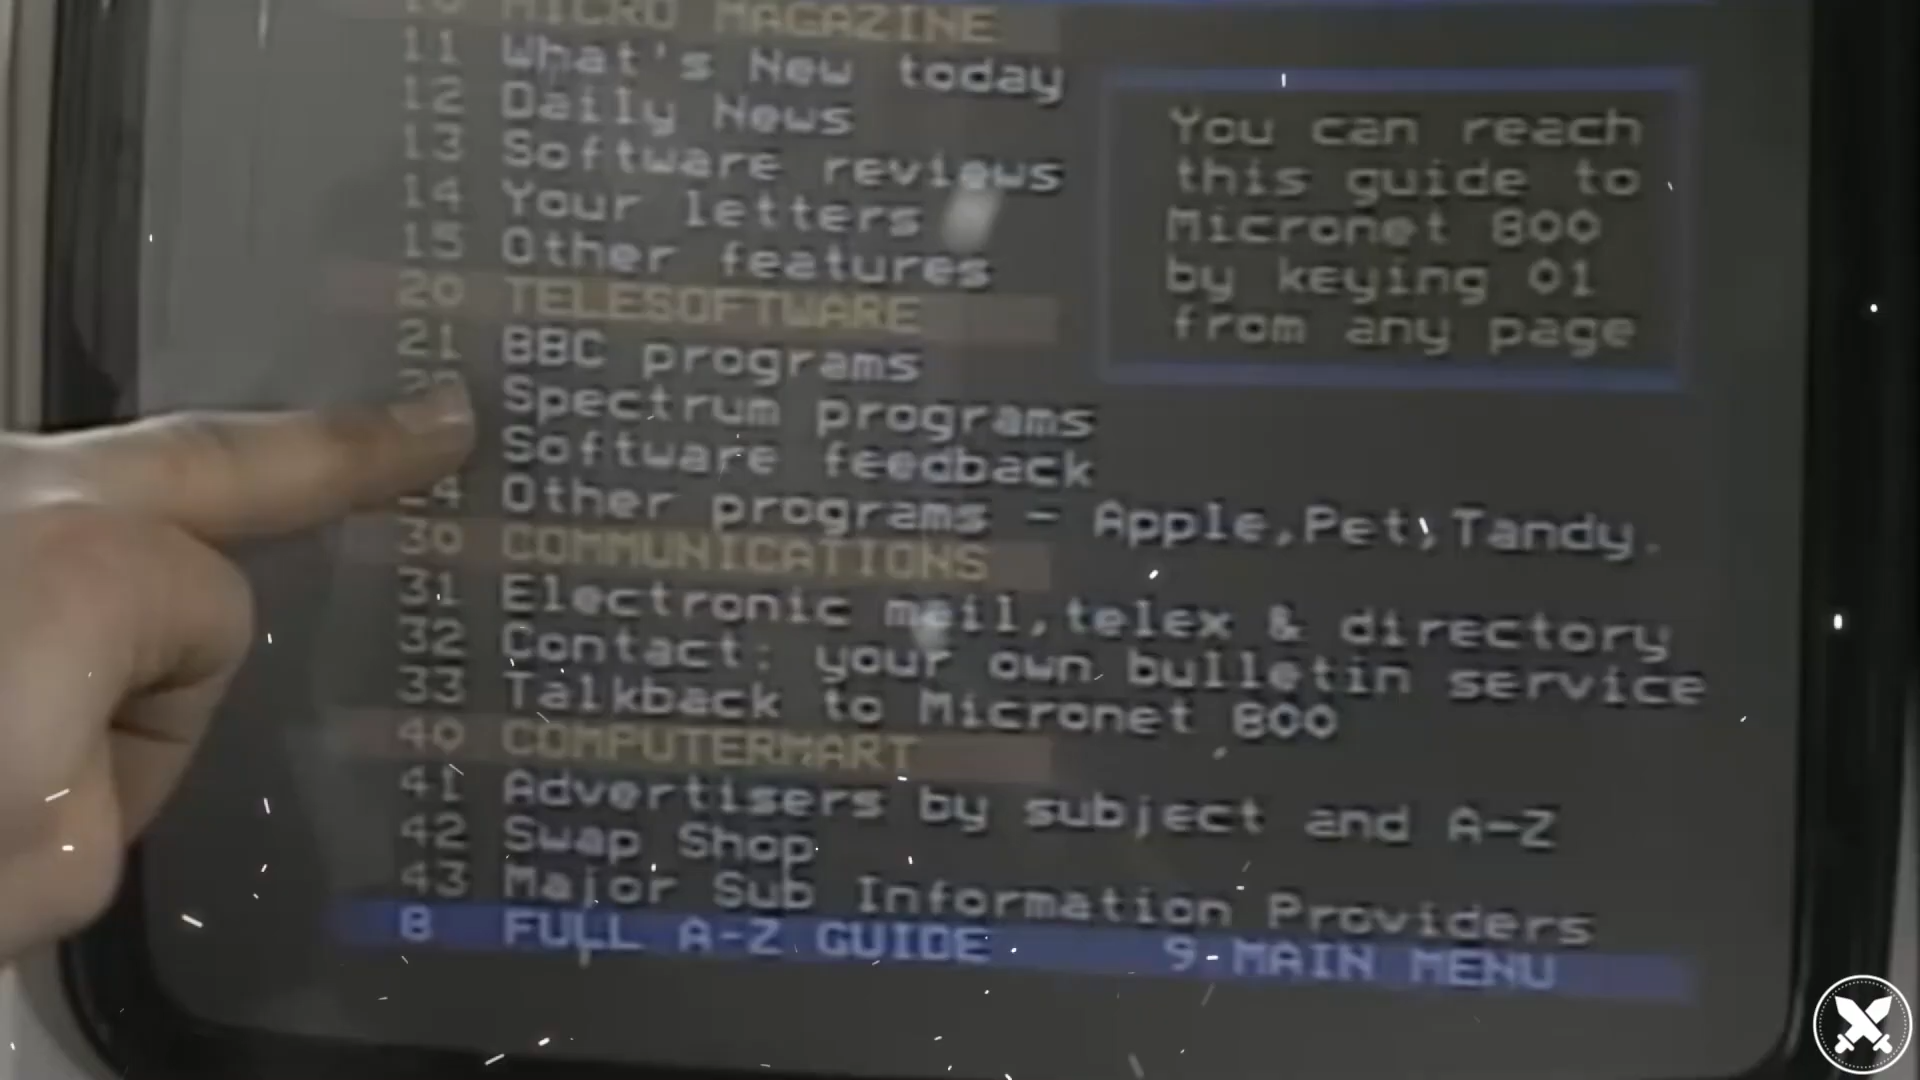 10 MICRO MAGAZINE
11 What's New today
12 Daily News
13 Software reviews
14 Your letters
15 Other features
20 TELESOFTWARE
21 BBC programs
Spectrum programs
Software feedback
24 Other programs - Apple,Pet,Tandy.
30 COMMUNICATIONS
31 Electronic mail,telex & directory
32 Contact: your own bulletin service
33 Talkback to Micronet 800
40 COMPUTERMART
41 Advertisers by subject and A-Z
42 Swap Shop
43 Major Sub Information Providers
8 FULL A-Z GUIDE 9 MAIN MENU
You can reach
this guide to
Micronet 800
by keying 01
from any page